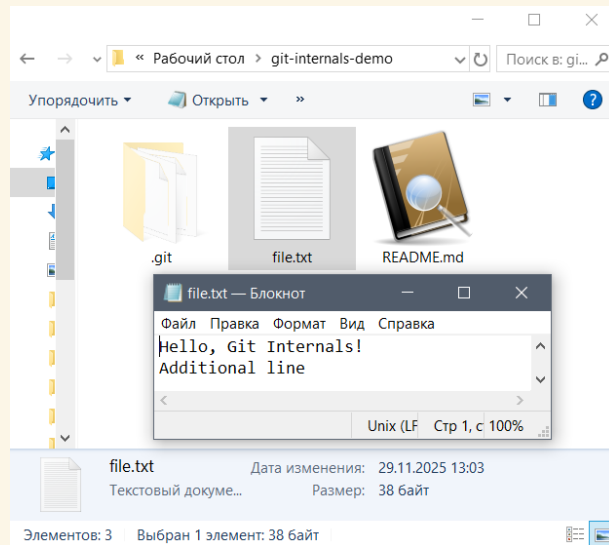 « Рабочий стол > git-internals-demo
Поиск в: gi...
Упорядочить
Открыть
»
?
.git
file.txt
README.md
file.txt — Блокнот
Файл Правка Формат Вид Справка
Hello, Git Internals!
Additional line
Unix (LF Стр 1, с 100%
file.txt
Дата изменения: 29.11.2025 13:03
Текстовый докуме...
Размер: 38 байт
Элементов: 3 Выбран 1 элемент: 38 байт